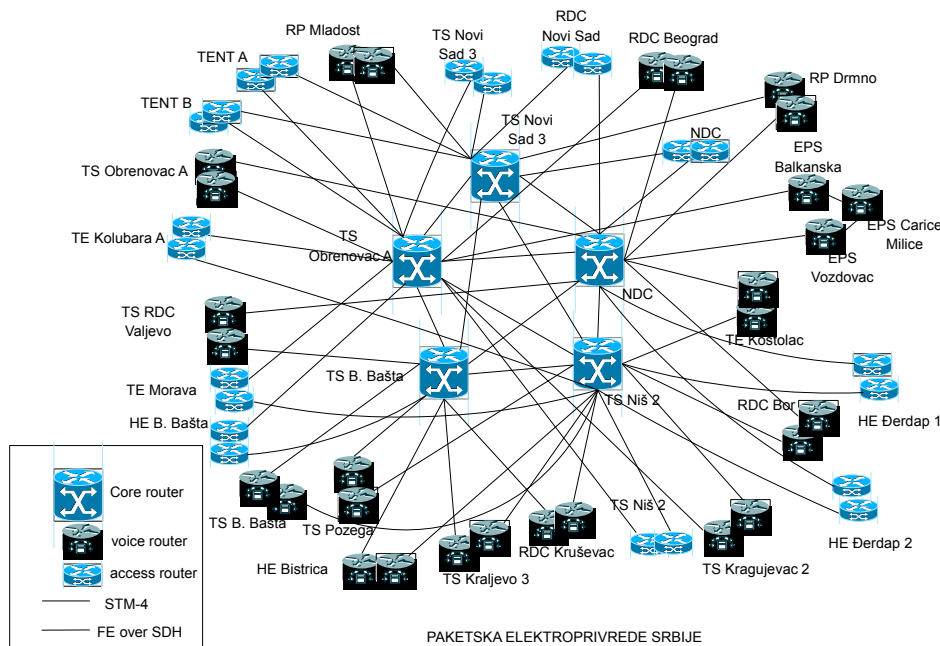 RDC
Novi Sad
RP Mladost
TS Novi
Sad 3
RDC Beograd
TENT A
RP Drmno
TENT B
TS Novi
Sad 3
NDC
EPS
Balkanska
TS Obrenovac A
TE Kolubara A
TS
Obrenovac A
EPS Carice
Milice
EPS
Vozdovac
NDC
TS RDC
Valjevo
TE Kostolac
TS B. Bašta
TE Morava
TS Niš 2
RDC Bor
HE Đerdap 1
HE B. Bašta
Core router
TS B. Bašta
TS Pozega
TS Niš 2
voice router
RDC Kruševac
HE Đerdap 2
HE Bistrica
TS Kraljevo 3
TS Kragujevac 2
access router
STM-4
FE over SDH
PAKETSKA ELEKTROPRIVREDE SRBIJE